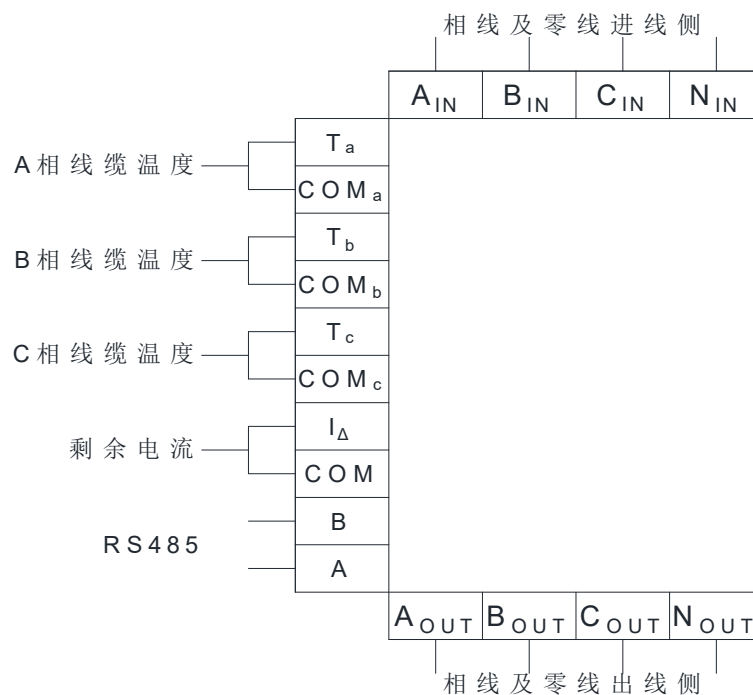 相线及零线进线侧
A_IN B_IN C_IN N_IN
T_a
A相线缆温度
COM_a
T_b
B相线缆温度
COM_b
T_c
C相线缆温度
COM_c
I_Δ
剩余电流
COM
B
RS485
A
A_OUT B_OUT C_OUT N_OUT
相线及零线出线侧